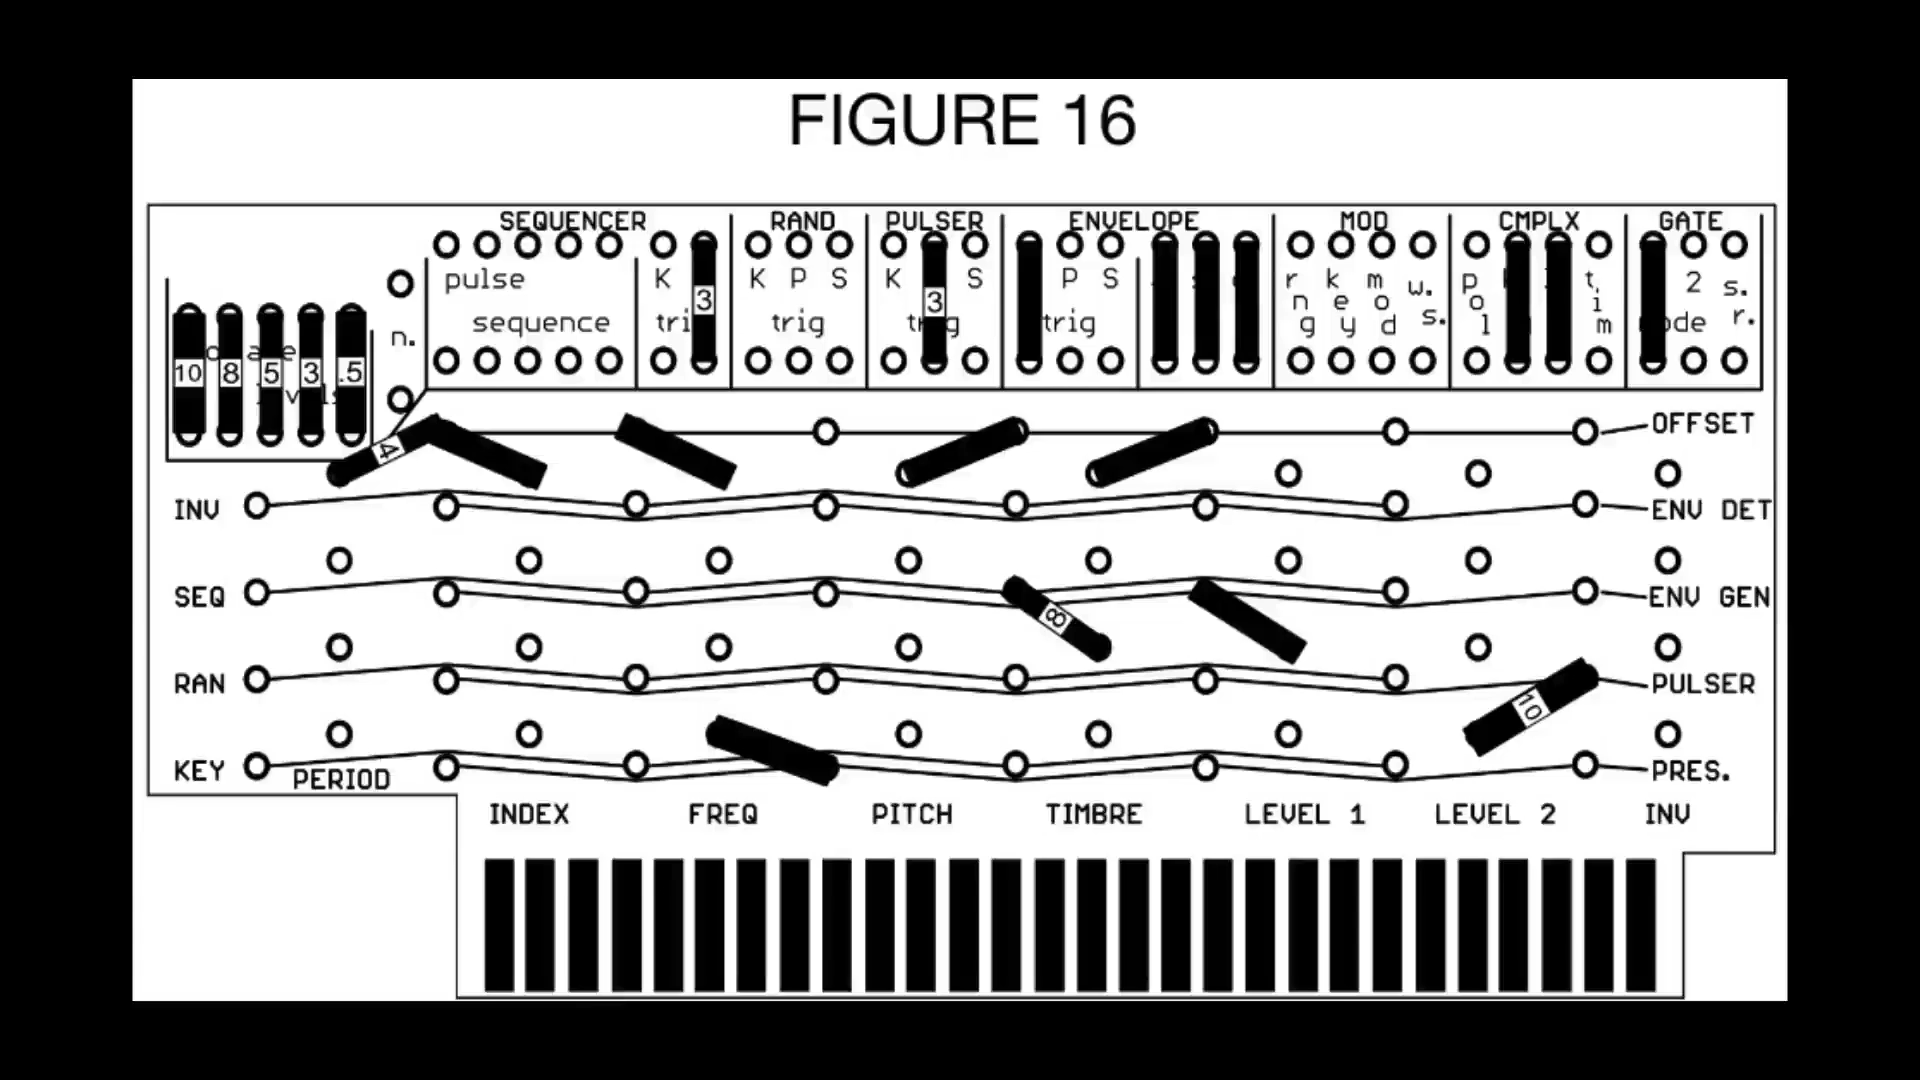 FIGURE 16
SEQUENCER RAND PULSER ENVELOPE MOD CMPLX GATE
pulse K K P S K S P S r k m w. p t 2 s.
n e o s. o i r.
g y d l m
sequence tri 3 trig 3 trig
n.
10 8 5 3 .5
4
OFFSET
INV ENV DET
SEQ ENV GEN
8
RAN PULSER
10
KEY PERIOD PRES.
INDEX FREQ PITCH TIMBRE LEVEL 1 LEVEL 2 INV